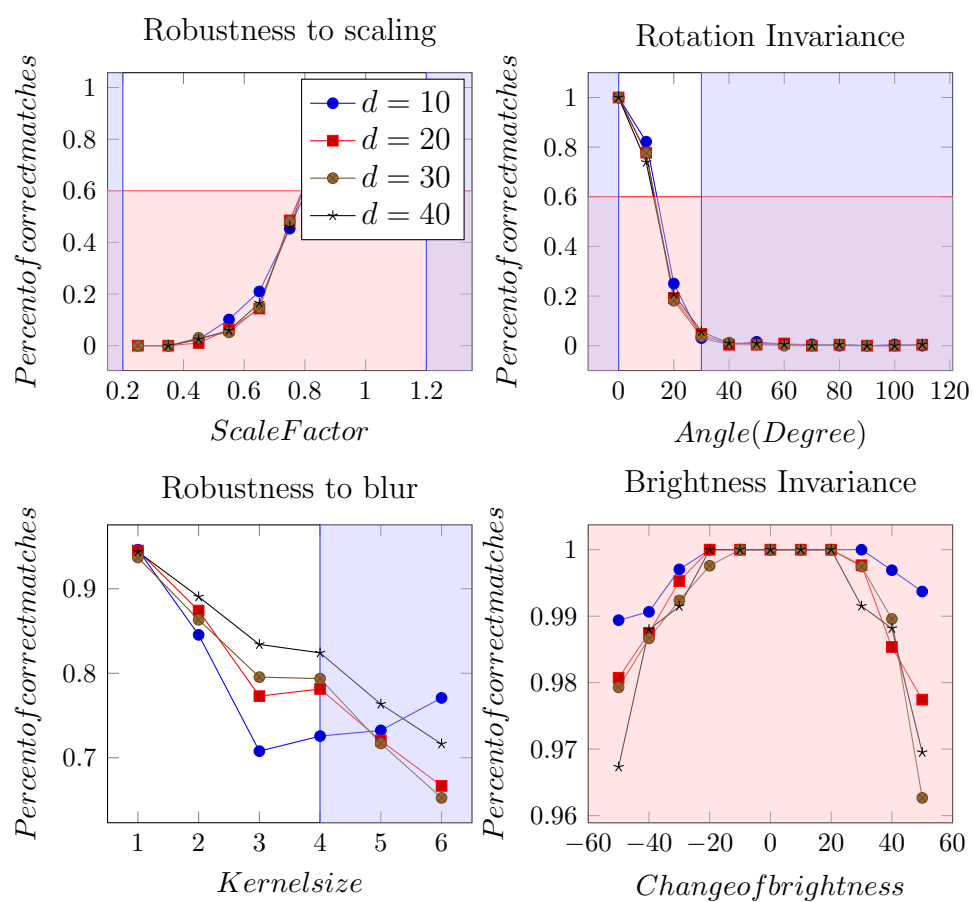 Robustness to scaling
Percentofcorrectmatches
1
0.8
0.6
0.4
0.2
0
0.2 0.4 0.6 0.8 1 1.2
ScaleFactor
d = 10
d = 20
d = 30
d = 40
Rotation Invariance
Percentofcorrectmatches
1
0.8
0.6
0.4
0.2
0
0 20 40 60 80 100 120
Angle(Degree)
Robustness to blur
Percentofcorrectmatches
0.9
0.8
0.7
1 2 3 4 5 6
Kernelsize
Brightness Invariance
Percentofcorrectmatches
1
0.99
0.98
0.97
0.96
−60 −40 −20 0 20 40 60
Changeofbrightness